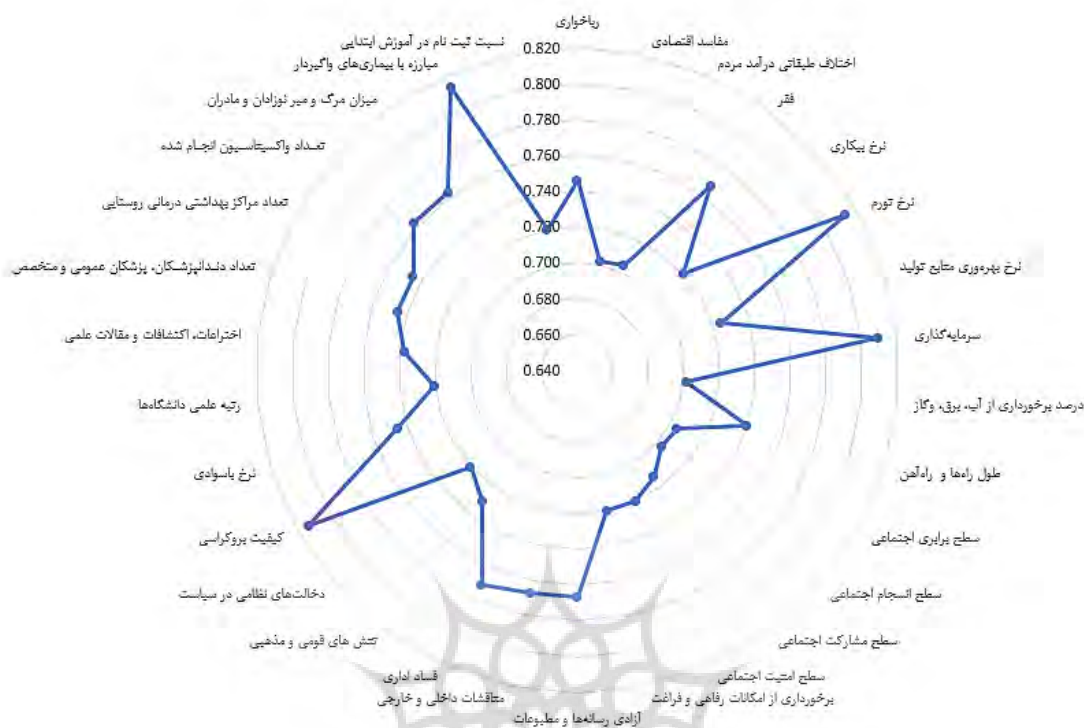 رباخواری
مفاسد اقتصادی
اختلاف طبقاتی درآمد مردم
فقر
نرخ بیکاری
نرخ تورم
نرخ بهره‌وری منابع تولید
سرمایه‌گذاری
درصد برخورداری از آب، برق، وگاز
طول راه‌ها و راه‌آهن
سطح برابری اجتماعی
سطح انسجام اجتماعی
سطح مشارکت اجتماعی
سطح امنیت اجتماعی
برخورداری از امکانات رفاهی و فراغت
آزادی رسانه‌ها و مطبوعات
مناقشات داخلی و خارجی
فساد اداری
تنش های قومی و مذهبی
دخالت‌های نظامی در سیاست
کیفیت بروکراسی
نرخ باسوادی
رتبه علمی دانشگاه‌ها
اختراعات، اکتشافات و مقالات علمی
تعداد دندانپزشکان، پزشکان عمومی و متخصص
تعداد مراکز بهداشتی درمانی روستایی
تعداد واکسیتاسیون انجام شده
میزان مرگ و میر نوزادان و مادران
مبارزه با بیماری‌های واگیردار
نسبت ثبت نام در آموزش ابتدایی
0.820
0.800
0.780
0.760
0.740
0.720
0.700
0.680
0.660
0.640